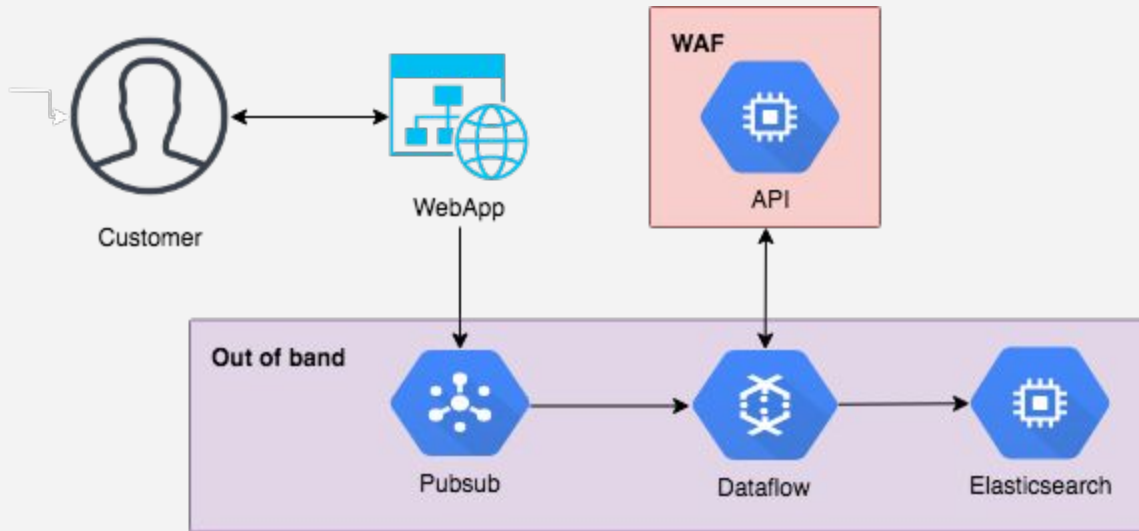 WAF
API
WebApp
Customer
Out of band
Pubsub
Dataflow
Elasticsearch